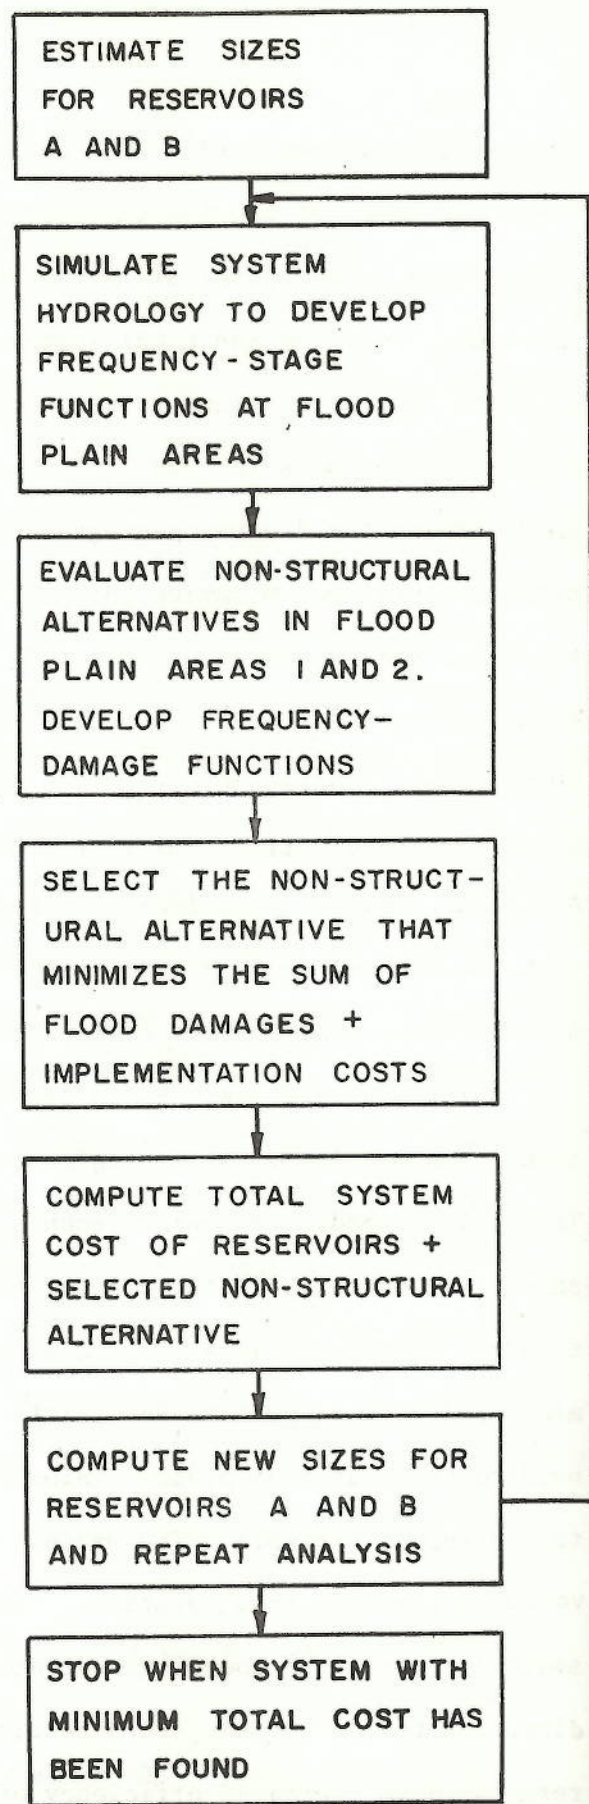 ESTIMATE SIZES
FOR RESERVOIRS
A AND B
SIMULATE SYSTEM
HYDROLOGY TO DEVELOP
FREQUENCY-STAGE
FUNCTIONS AT FLOOD
PLAIN AREAS
EVALUATE NON-STRUCTURAL
ALTERNATIVES IN FLOOD
PLAIN AREAS 1 AND 2.
DEVELOP FREQUENCY-
DAMAGE FUNCTIONS
SELECT THE NON-STRUCT-
URAL ALTERNATIVE THAT
MINIMIZES THE SUM OF
FLOOD DAMAGES +
IMPLEMENTATION COSTS
COMPUTE TOTAL SYSTEM
COST OF RESERVOIRS +
SELECTED NON-STRUCTURAL
ALTERNATIVE
COMPUTE NEW SIZES FOR
RESERVOIRS A AND B
AND REPEAT ANALYSIS
STOP WHEN SYSTEM WITH
MINIMUM TOTAL COST HAS
BEEN FOUND